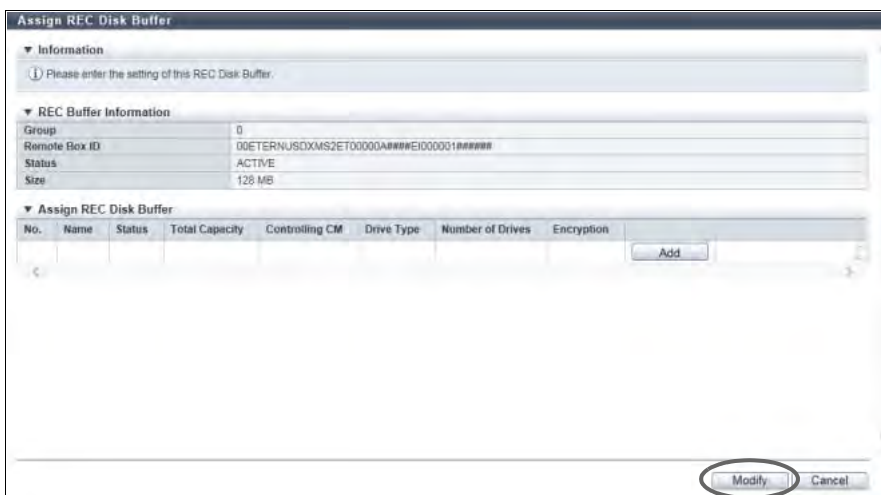 Assign REC Disk Buffer
Information
Please enter the setting of this REC Disk Buffer.
REC Buffer Information
Group 0
Remote Box ID 00ETERNUSDXMS2ET00000A####EI000001######
Status ACTIVE
Size 128 MB
Assign REC Disk Buffer
No. Name Status Total Capacity Controlling CM Drive Type Number of Drives Encryption
Add
Modify Cancel